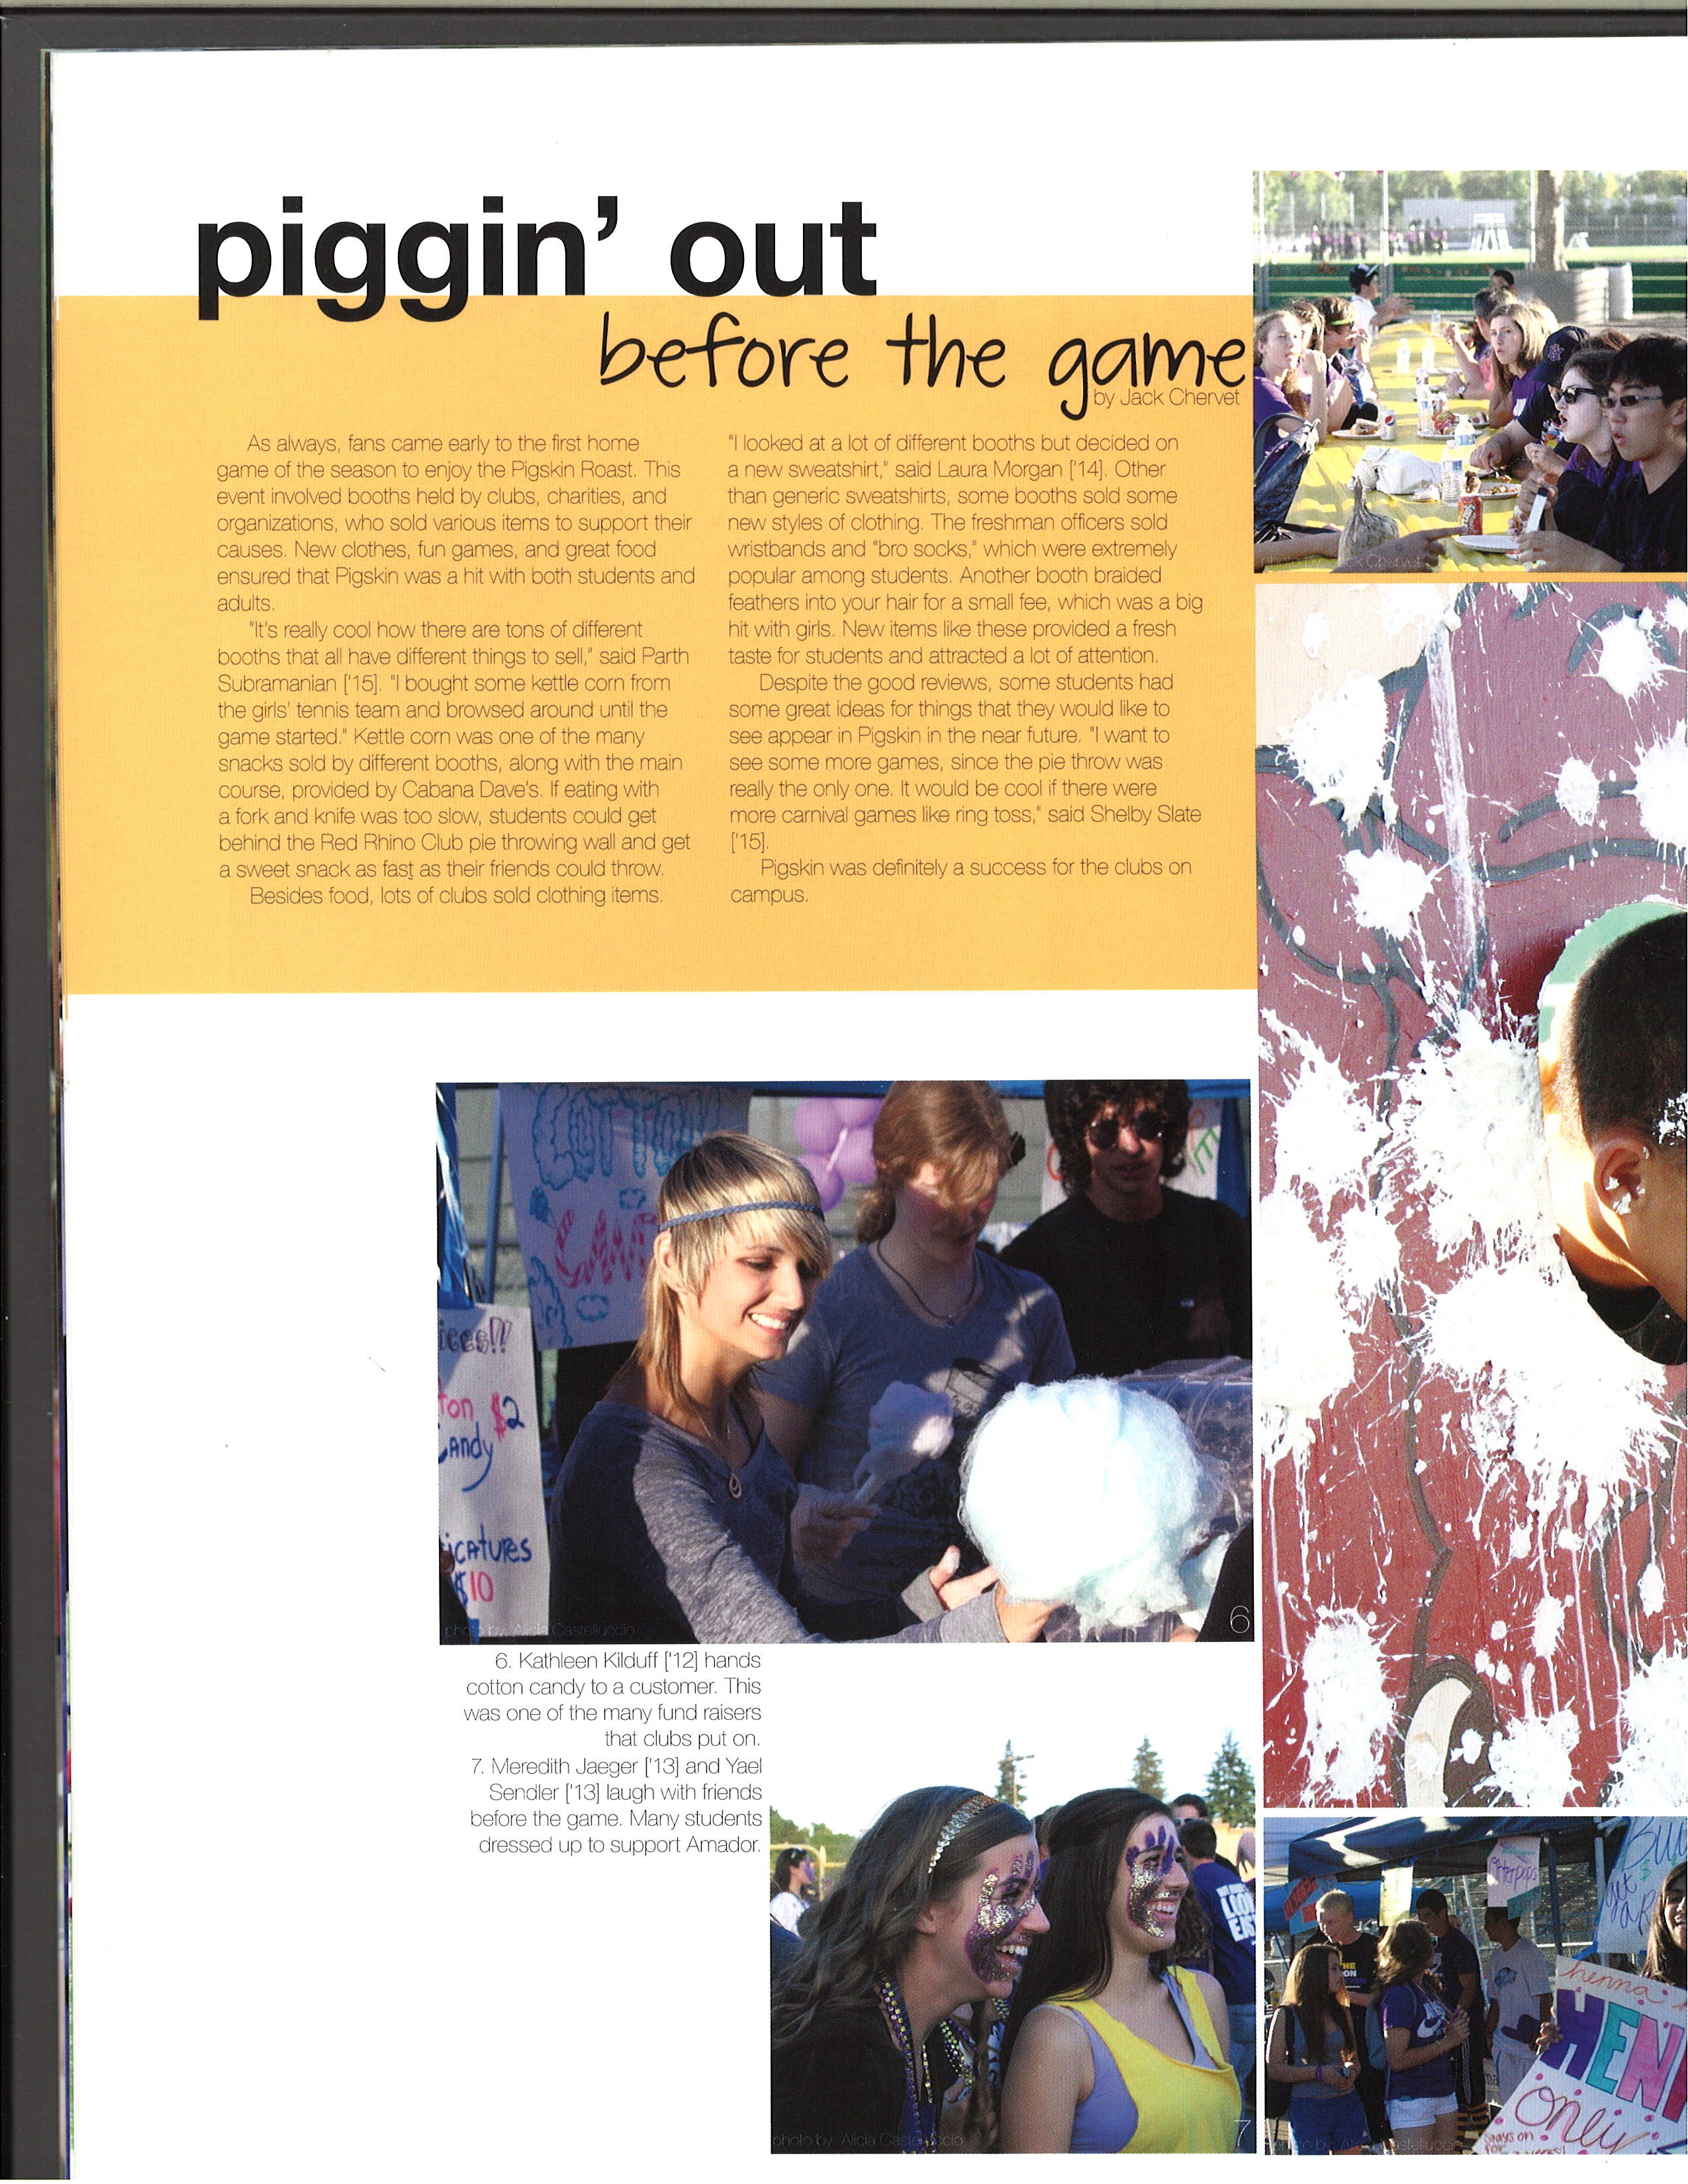 piggin' out
before the game
by Jack Chervet
As always, fans came early to the first home
game of the season to enjoy the Pigskin Roast. This
event involved booths held by clubs, charities, and
organizations, who sold various items to support their
causes. New clothes, fun games, and great food
ensured that Pigskin was a hit with both students and
adults.
"It's really cool how there are tons of different
booths that all have different things to sell," said Parth
Subramanian ['15]. "I bought some kettle corn from
the girls' tennis team and browsed around until the
game started." Kettle corn was one of the many
snacks sold by different booths, along with the main
course, provided by Cabana Dave's. If eating with
a fork and knife was too slow, students could get
behind the Red Rhino Club pie throwing wall and get
a sweet snack as fast as their friends could throw.
Besides food, lots of clubs sold clothing items.
"I looked at a lot of different booths but decided on
a new sweatshirt," said Laura Morgan ['14]. Other
than generic sweatshirts, some booths sold some
new styles of clothing. The freshman officers sold
wristbands and "bro socks," which were extremely
popular among students. Another booth braided
feathers into your hair for a small fee, which was a big
hit with girls. New items like these provided a fresh
taste for students and attracted a lot of attention.
Despite the good reviews, some students had
some great ideas for things that they would like to
see appear in Pigskin in the near future. "I want to
see some more games, since the pie throw was
really the only one. It would be cool if there were
more carnival games like ring toss," said Shelby Slate
['15].
Pigskin was definitely a success for the clubs on
campus.
Jack Chervet
COTTON
CAND
ices!!
ton $2
Candy
icatures
$10
photo by: Alicia Castelluccio
6
6. Kathleen Kilduff ['12] hands
cotton candy to a customer. This
was one of the many fund raisers
that clubs put on.
7. Meredith Jaeger ['13] and Yael
Sendler ['13] laugh with friends
before the game. Many students
dressed up to support Amador.
photo by: Alicia Castelluccio
7
henna
HENN
only